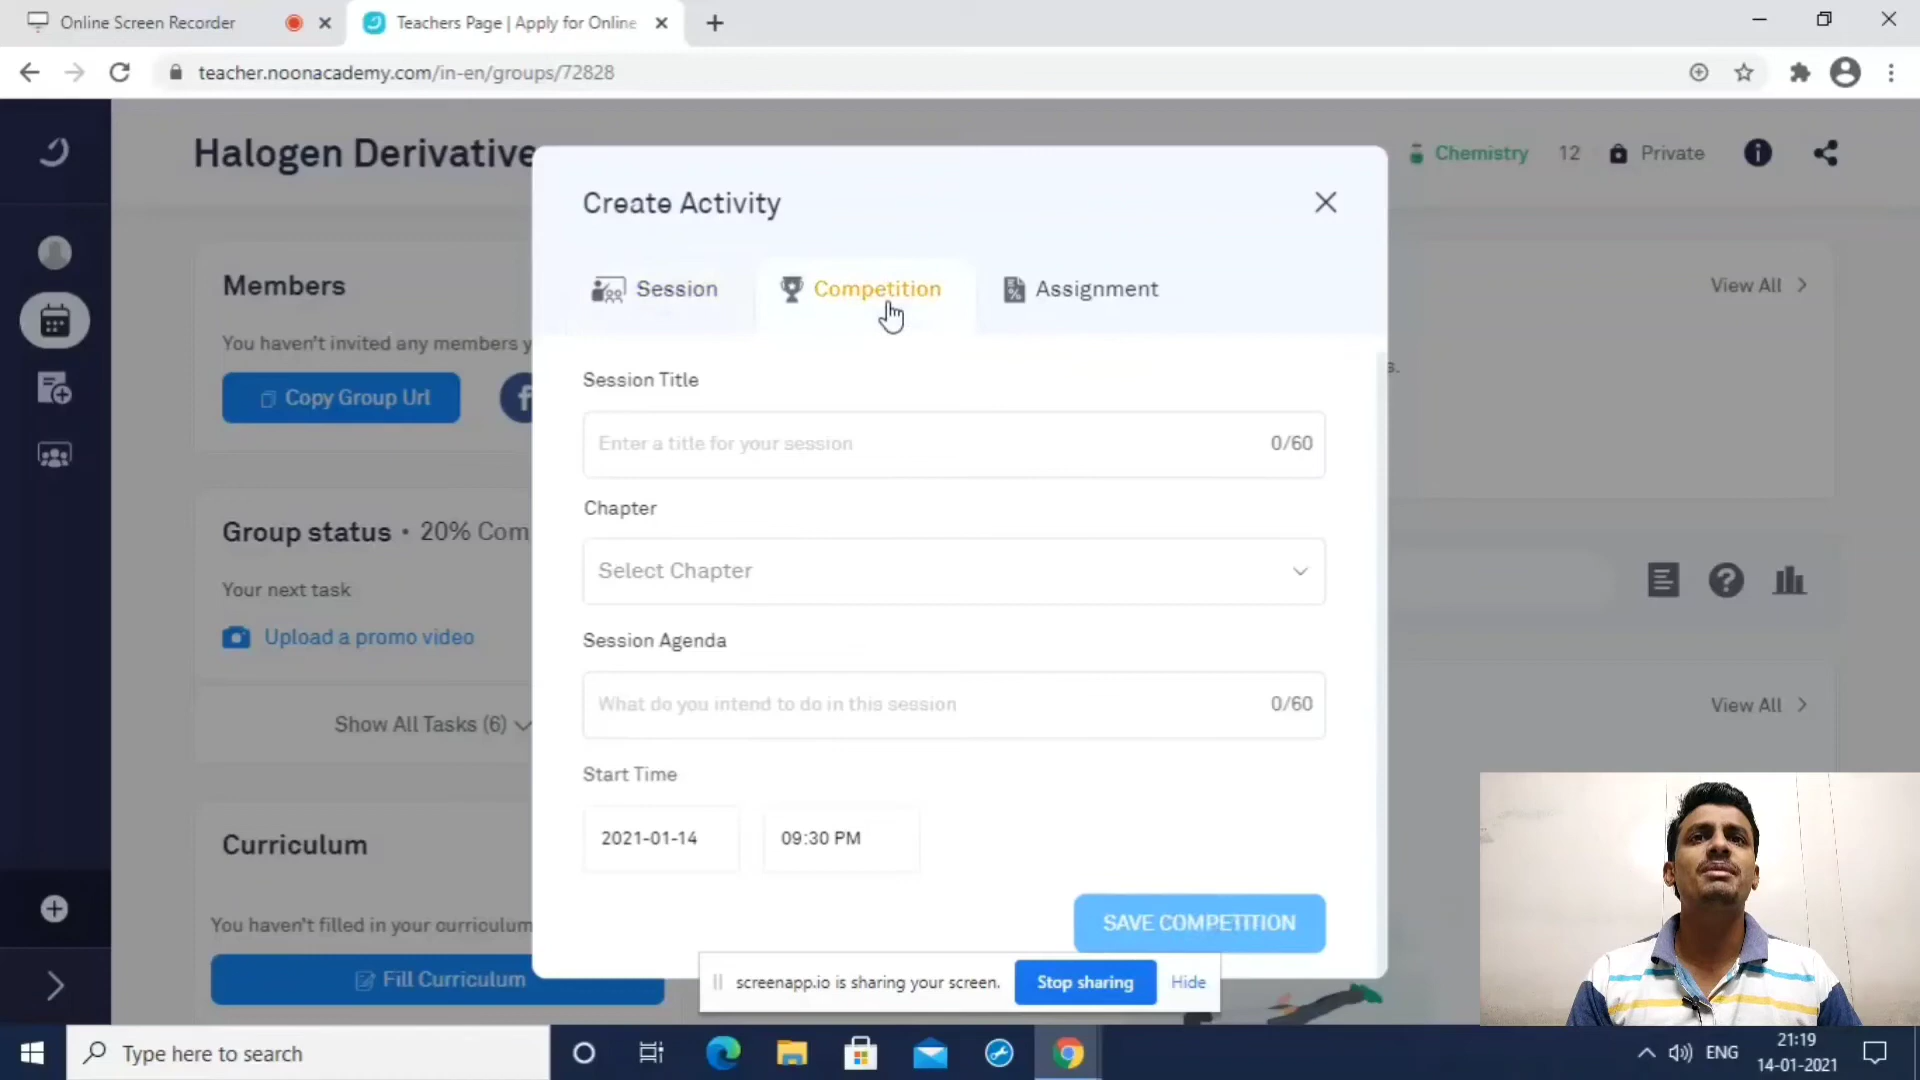 Online Screen Recorder
Teachers Page | Apply for Online
teacher.noonacademy.com/in-en/groups/72828
Halogen Derivative
Chemistry 12 Private
Create Activity
Session Competition Assignment
Members
View All
You haven't invited any members y
s.
Copy Group Url
Session Title
Enter a title for your session 0/60
Chapter
Select Chapter
Group status • 20% Com
Your next task
Upload a promo video
Session Agenda
What do you intend to do in this session 0/60
View All
Show All Tasks (6)
Start Time
2021-01-14 09:30 PM
Curriculum
You haven't filled in your curriculum
SAVE COMPETITION
Fill Curriculum
screenapp.io is sharing your screen. Stop sharing Hide
Type here to search
ENG
21:19
14-01-2021